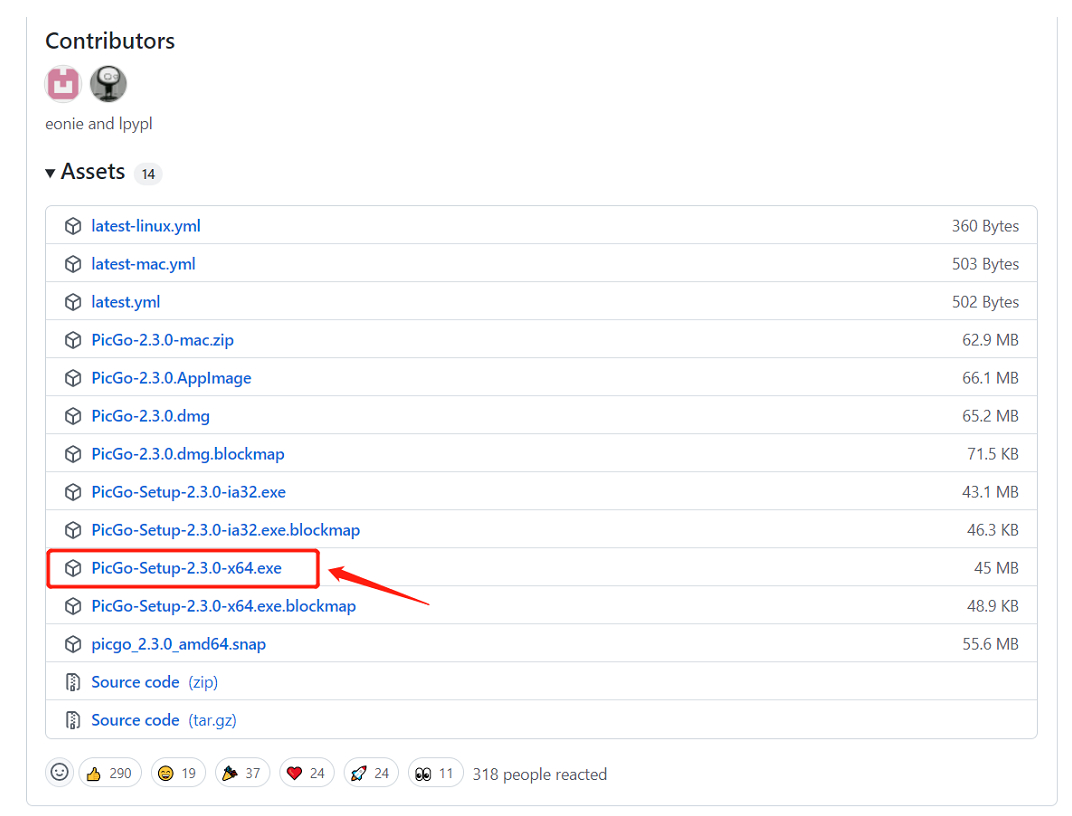 Contributors
eonie and lpypl
Assets 14
latest-linux.yml 360 Bytes
latest-mac.yml 503 Bytes
latest.yml 502 Bytes
PicGo-2.3.0-mac.zip 62.9 MB
PicGo-2.3.0.AppImage 66.1 MB
PicGo-2.3.0.dmg 65.2 MB
PicGo-2.3.0.dmg.blockmap 71.5 KB
PicGo-Setup-2.3.0-ia32.exe 43.1 MB
PicGo-Setup-2.3.0-ia32.exe.blockmap 46.3 KB
PicGo-Setup-2.3.0-x64.exe 45 MB
PicGo-Setup-2.3.0-x64.exe.blockmap 48.9 KB
picgo_2.3.0_amd64.snap 55.6 MB
Source code (zip)
Source code (tar.gz)
290 19 37 24 24 11 318 people reacted